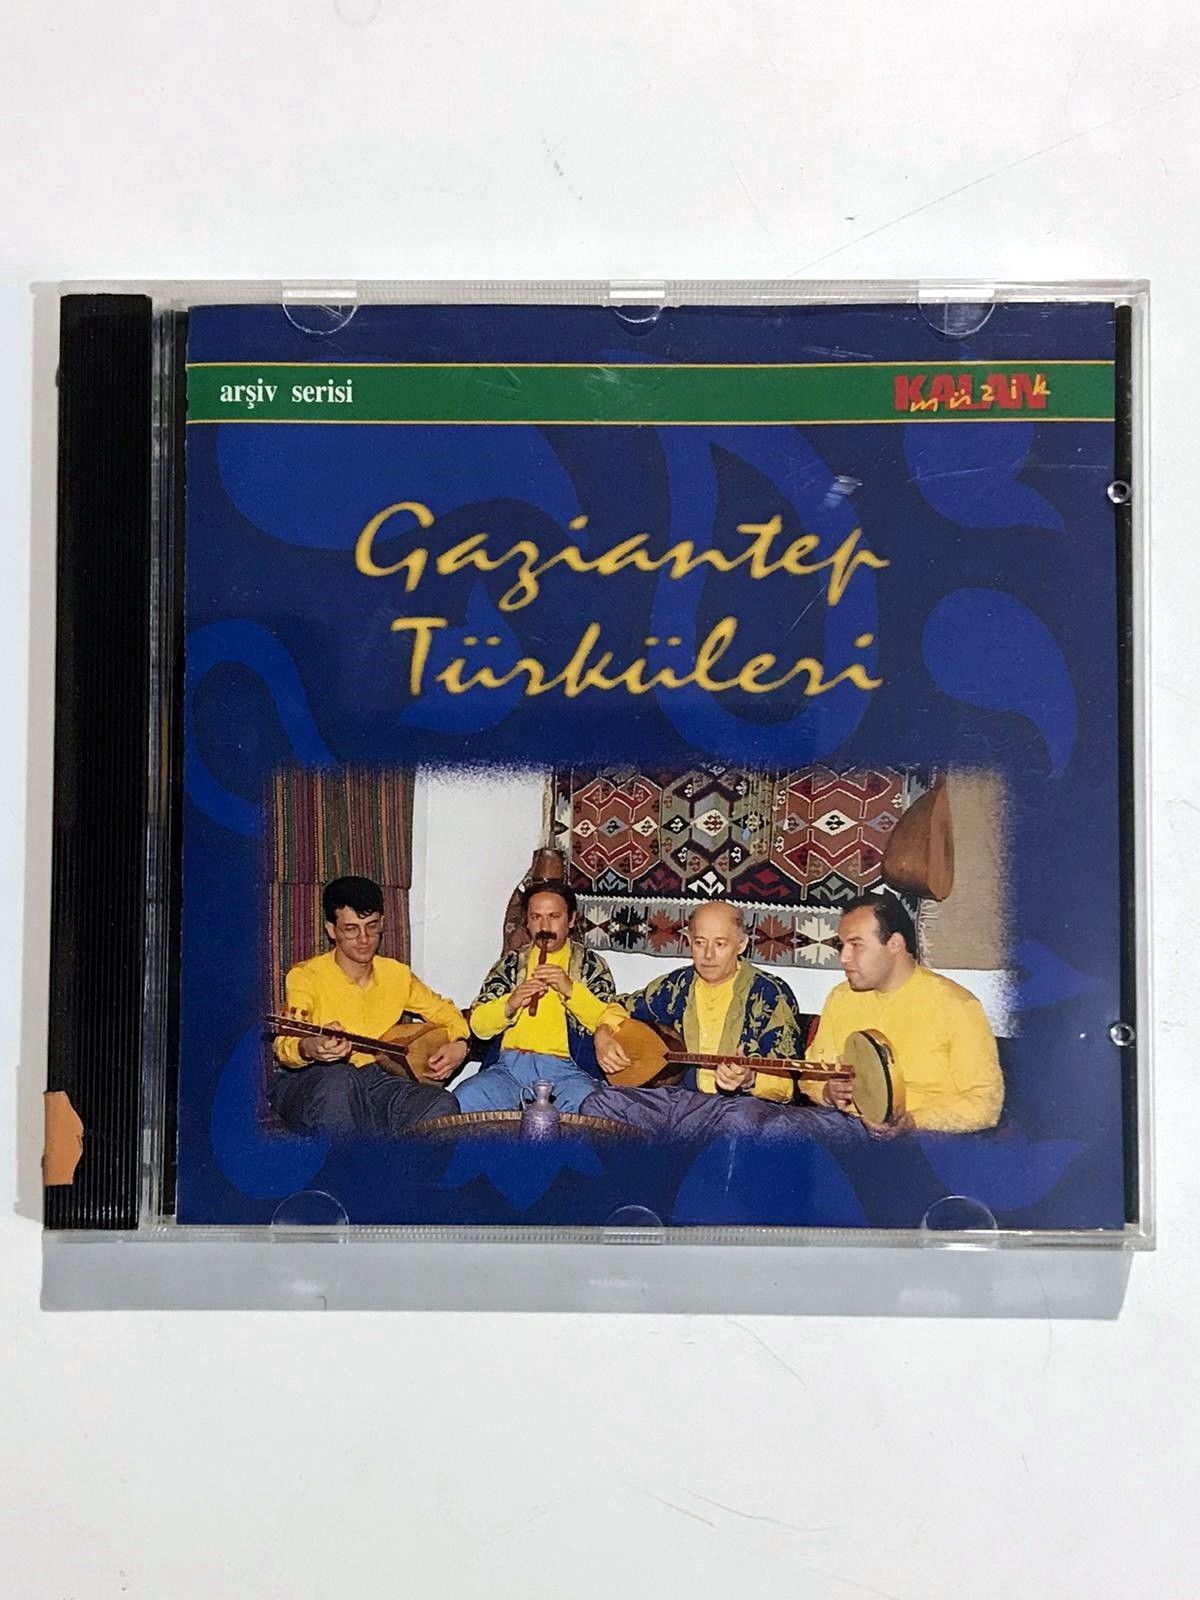 arşiv serisi
KALAN
müzik
Gaziantep
Türküleri